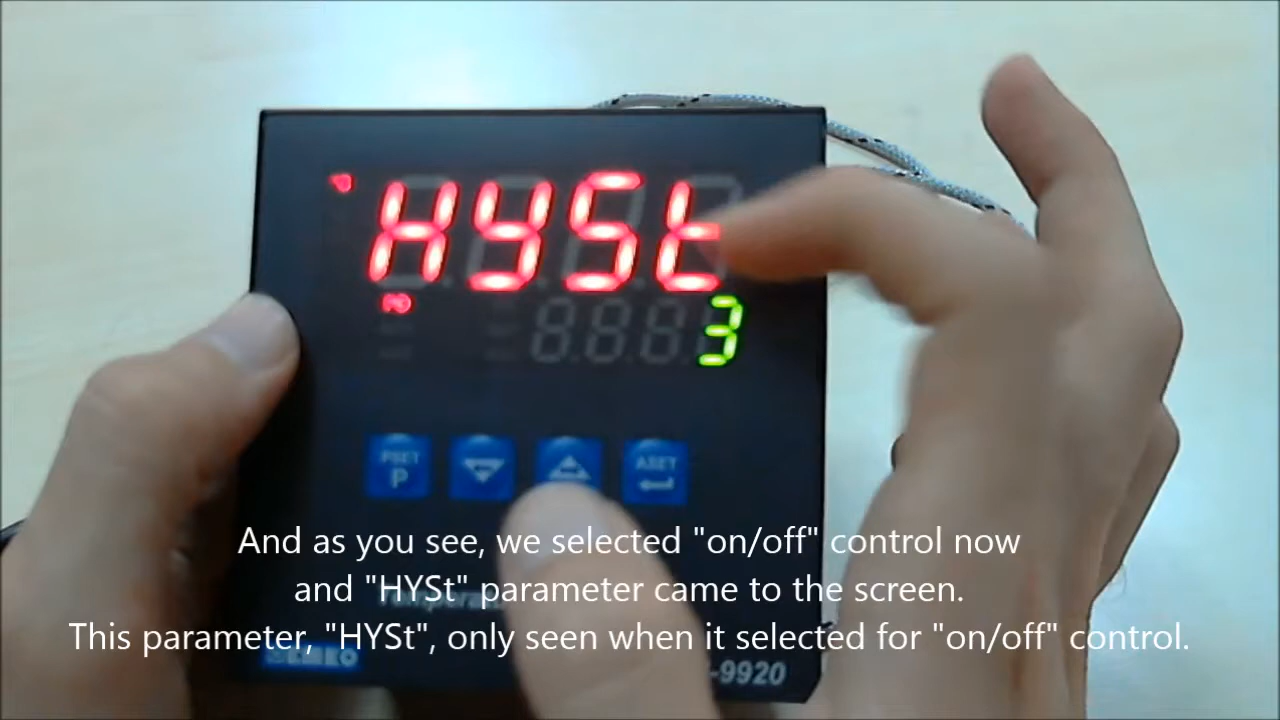 HYSt
3
PSET
P
ASET
And as you see, we selected "on/off" control now
and "HYSt" parameter came to the screen.
This parameter, "HYSt", only seen when it selected for "on/off" control.
EMKO
-9920